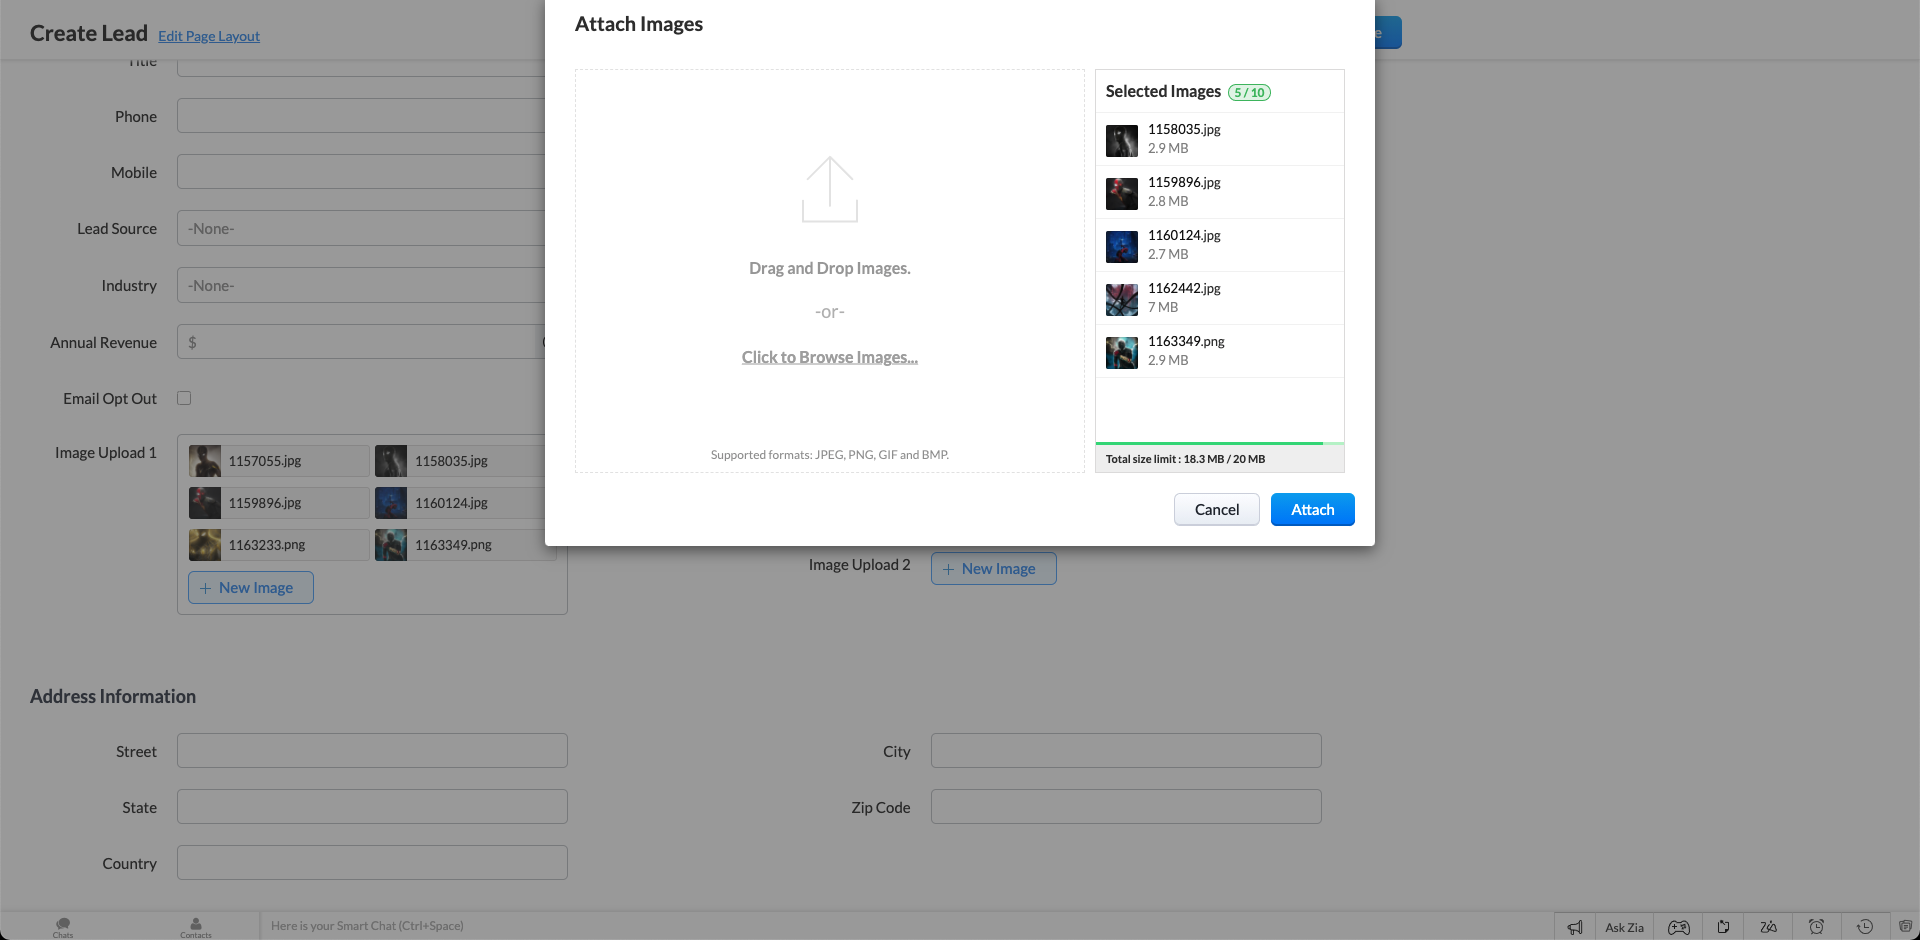 Create Lead Edit Page Layout
Attach Images
Title
Phone
Mobile
Lead Source -None-
Industry -None-
Annual Revenue $
Email Opt Out
Image Upload 1
1157055.jpg 1158035.jpg
1159896.jpg 1160124.jpg
1163233.png 1163349.png
+ New Image
Drag and Drop Images.
-or-
Click to Browse Images...
Supported formats: JPEG, PNG, GIF and BMP.
Selected Images 5 / 10
1158035.jpg
2.9 MB
1159896.jpg
2.8 MB
1160124.jpg
2.7 MB
1162442.jpg
7 MB
1163349.png
2.9 MB
Total size limit : 18.3 MB / 20 MB
Cancel Attach
Image Upload 2 + New Image
Address Information
Street City
State Zip Code
Country
Chats Contacts Here is your Smart Chat (Ctrl+Space) Ask Zia